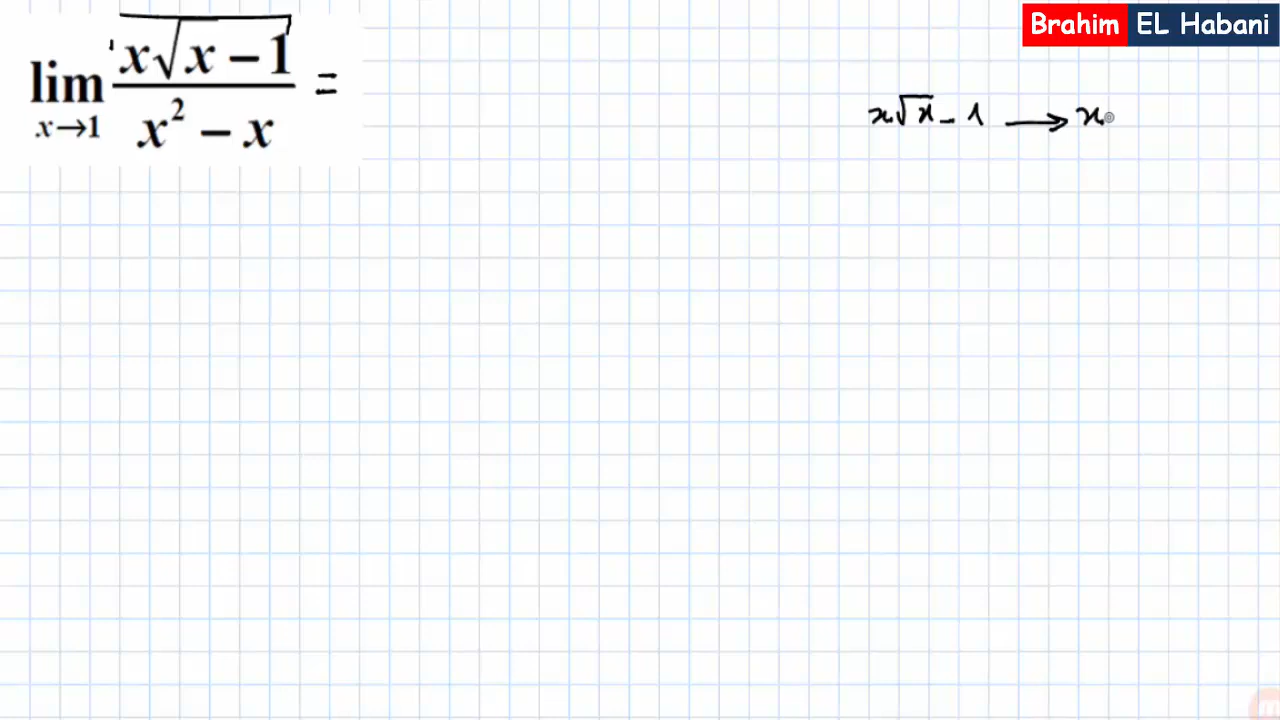 Brahim EL Habani
lim x→1 x√x − 1 / x² − x =
x√x − 1 → x